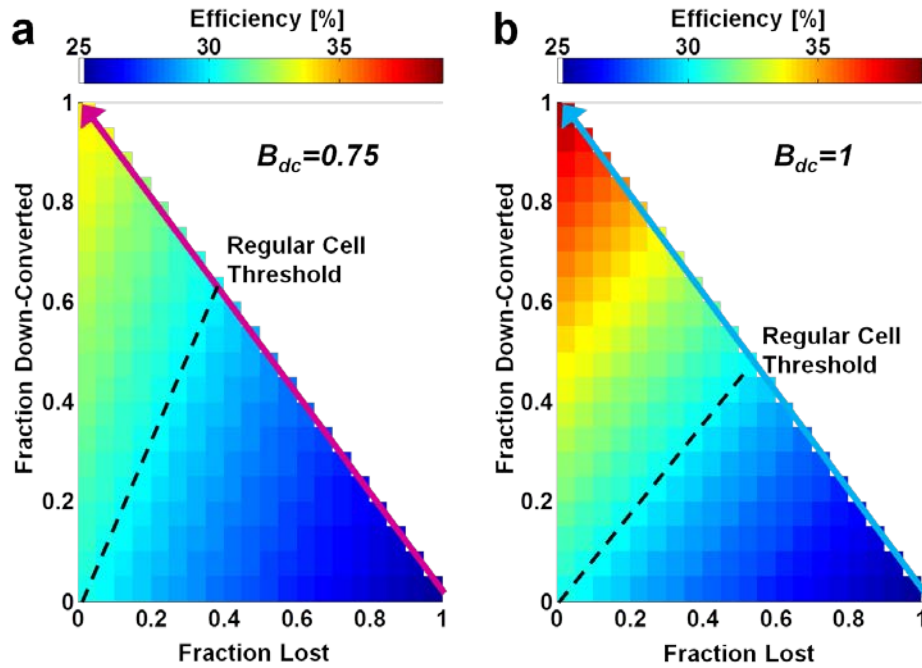 a
Efficiency [%]
25 30 35
B_dc=0.75
Regular Cell
Threshold
Fraction Down-Converted
1
0.8
0.6
0.4
0.2
0
0 0.2 0.4 0.6 0.8 1
Fraction Lost
b
Efficiency [%]
25 30 35
B_dc=1
Regular Cell
Threshold
Fraction Down-Converted
1
0.8
0.6
0.4
0.2
0
0 0.2 0.4 0.6 0.8 1
Fraction Lost